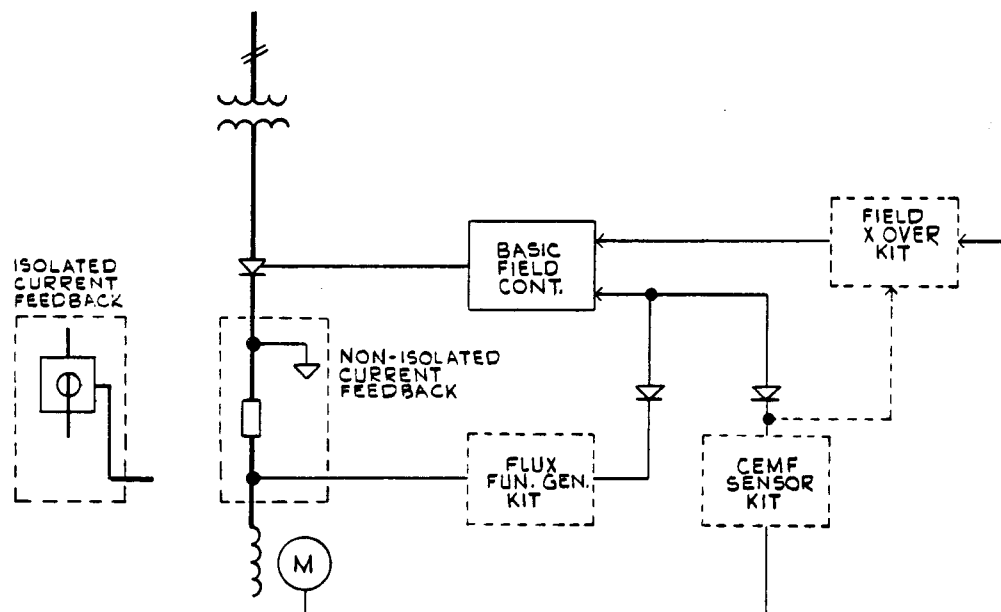 FIELD
X OVER
KIT
BASIC
FIELD
CONT.
ISOLATED
CURRENT
FEEDBACK
NON-ISOLATED
CURRENT
FEEDBACK
FLUX
FUN. GEN.
KIT
CEMF
SENSOR
KIT
M